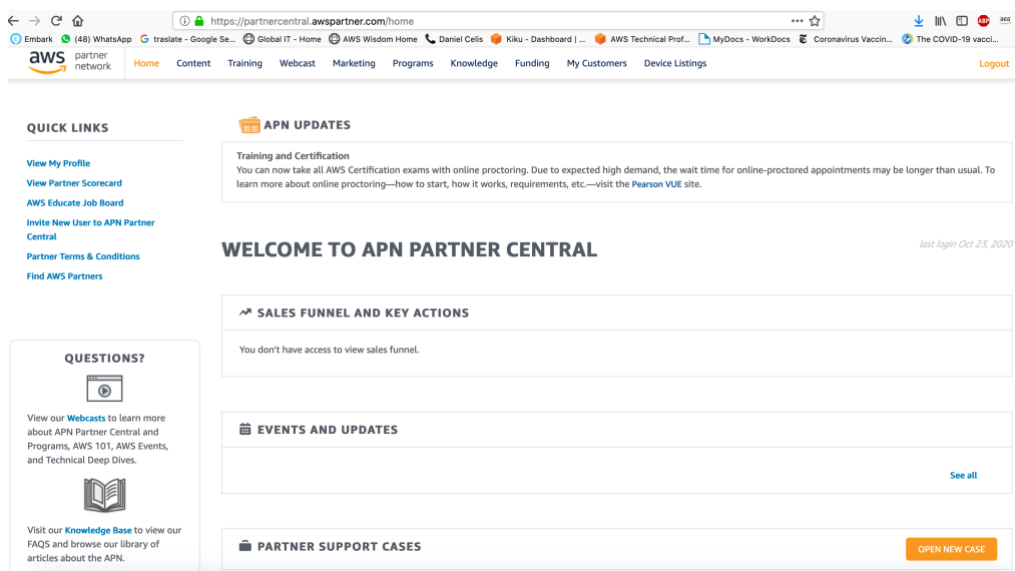 https://partnercentral.awspartner.com/home
Embark (48) WhatsApp traslate - Google Se... Global IT - Home AWS Wisdom Home Daniel Celis Kiku - Dashboard | ... AWS Technical Prof... MyDocs - WorkDocs Coronavirus Vaccin... The COVID-19 vacci...
aws partner network Home Content Training Webcast Marketing Programs Knowledge Funding My Customers Device Listings Logout
QUICK LINKS
View My Profile
View Partner Scorecard
AWS Educate Job Board
Invite New User to APN Partner
Central
Partner Terms & Conditions
Find AWS Partners
QUESTIONS?
View our Webcasts to learn more
about APN Partner Central and
Programs, AWS 101, AWS Events,
and Technical Deep Dives.
Visit our Knowledge Base to view our
FAQS and browse our library of
articles about the APN.
APN UPDATES
Training and Certification
You can now take all AWS Certification exams with online proctoring. Due to expected high demand, the wait time for online-proctored appointments may be longer than usual. To
learn more about online proctoring—how to start, how it works, requirements, etc.—visit the Pearson VUE site.
WELCOME TO APN PARTNER CENTRAL
last login Oct 23, 2020
SALES FUNNEL AND KEY ACTIONS
You don't have access to view sales funnel.
EVENTS AND UPDATES
See all
PARTNER SUPPORT CASES
OPEN NEW CASE